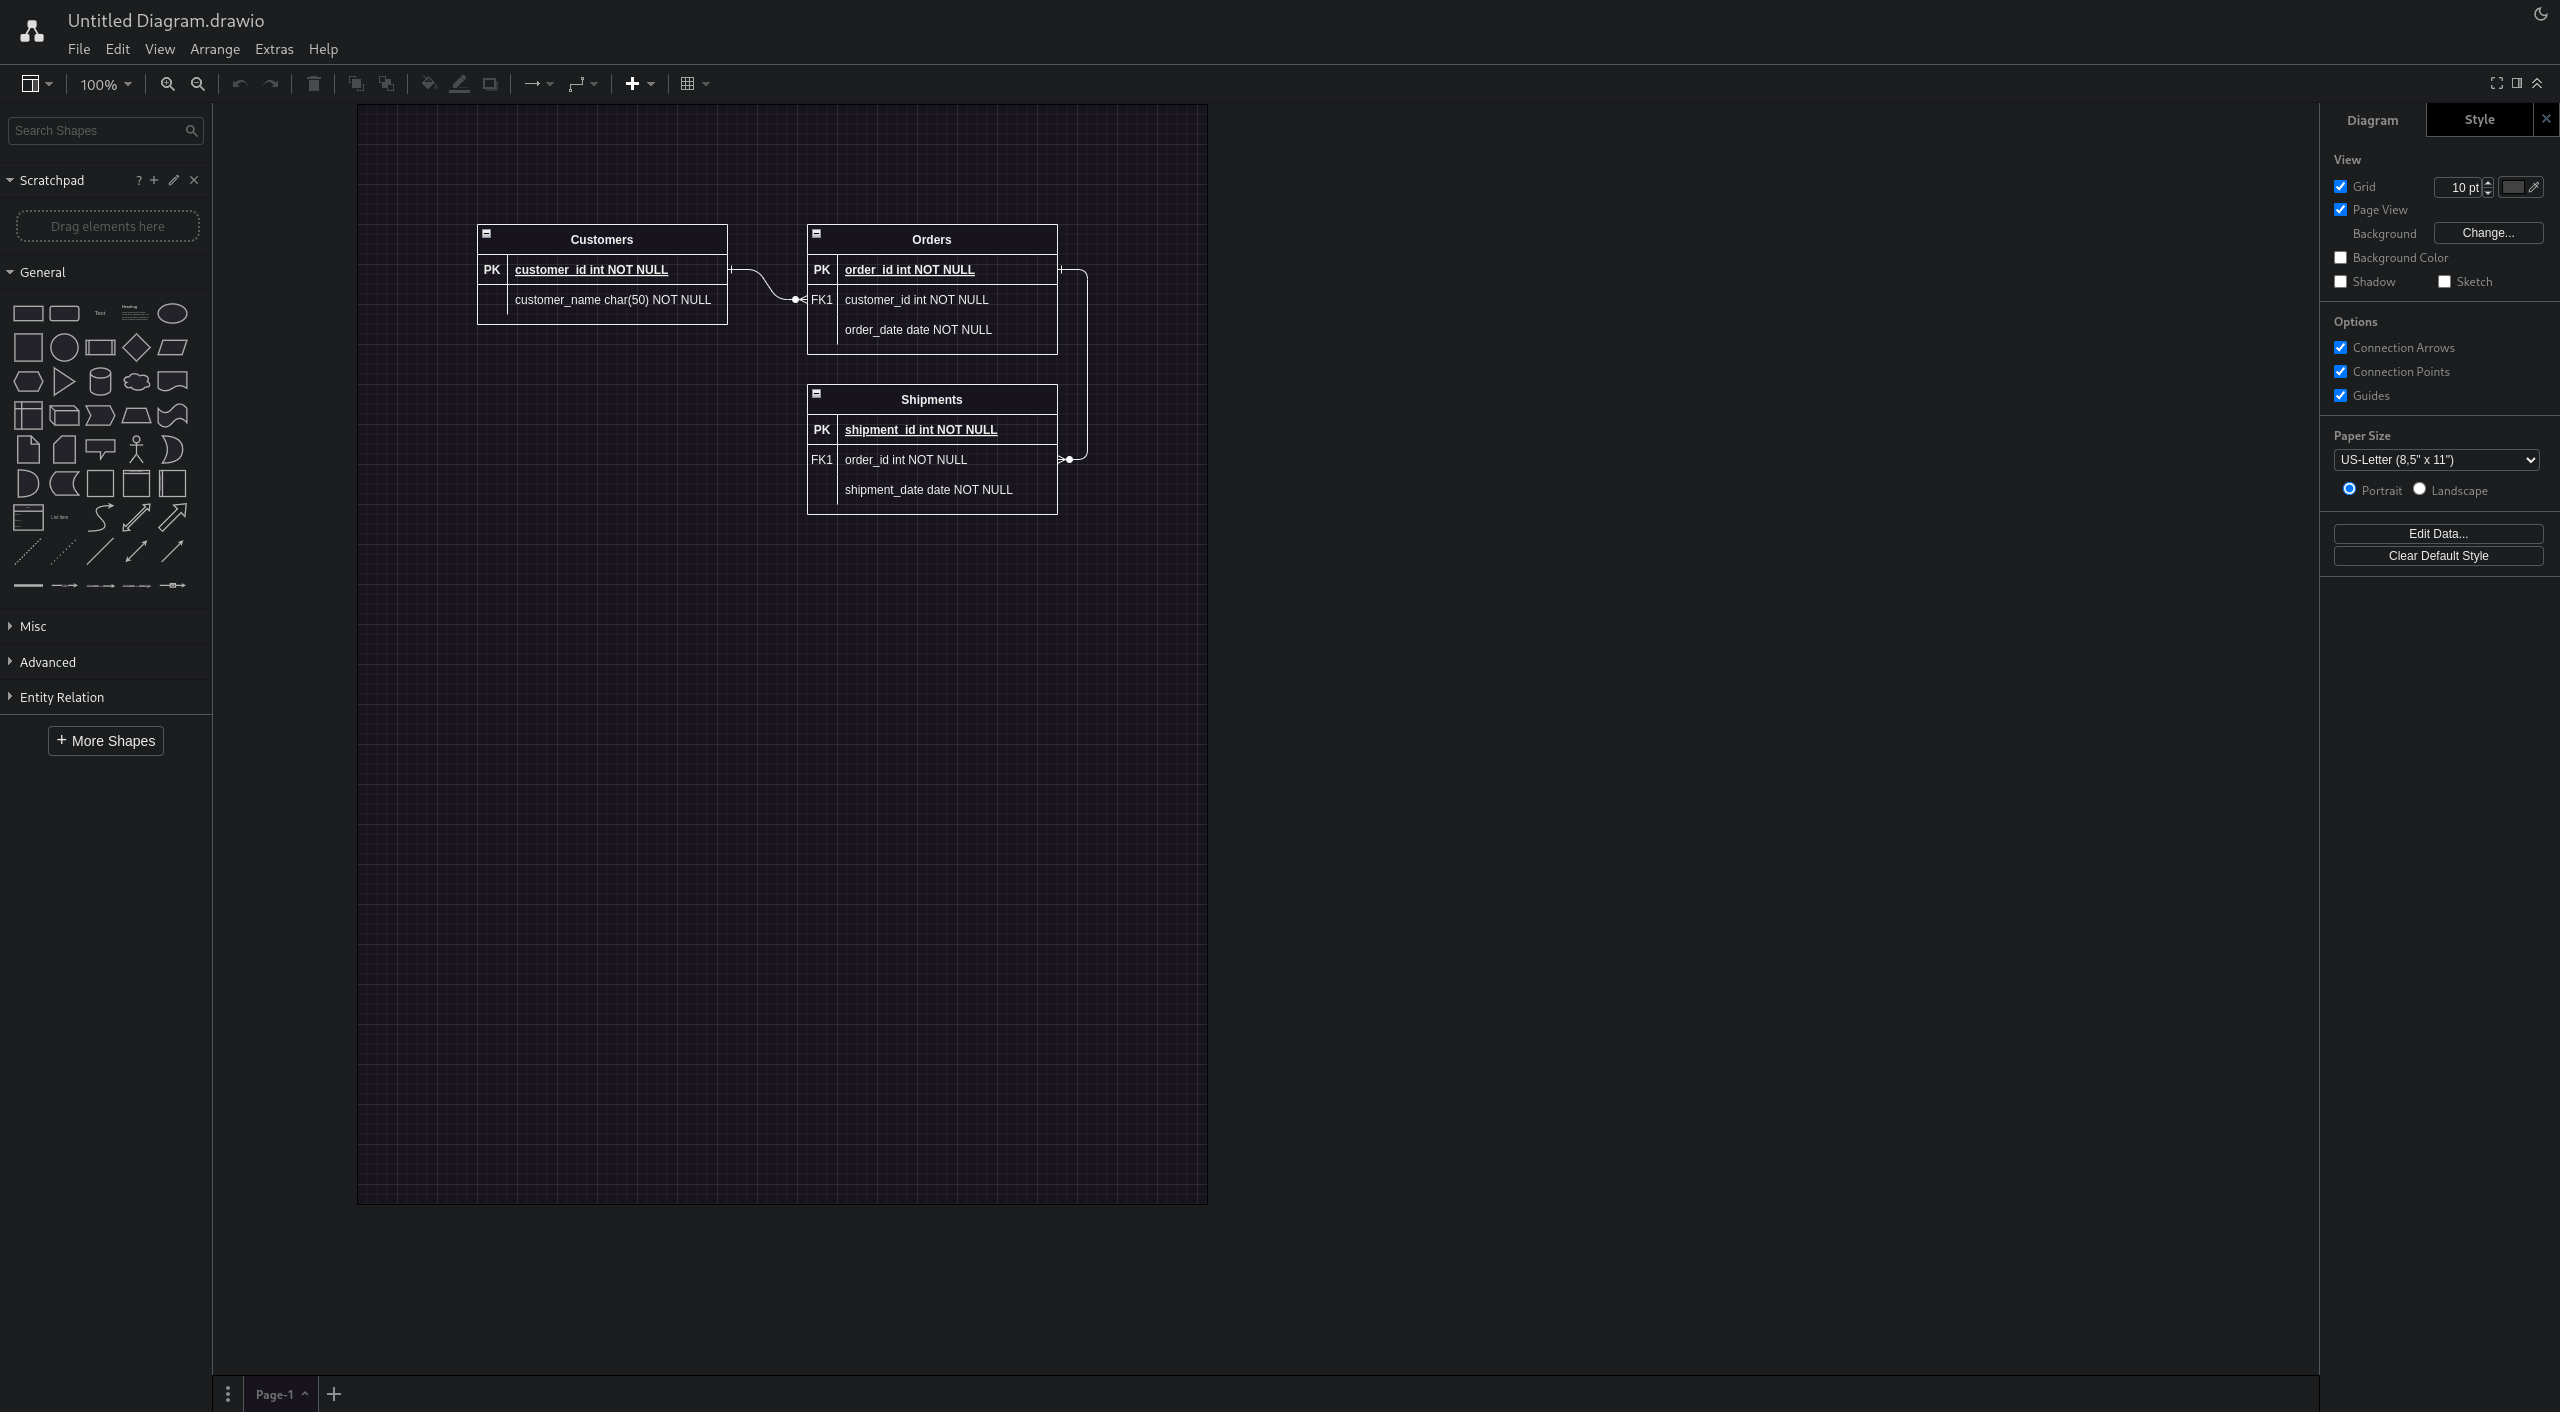 Untitled Diagram.drawio
File Edit View Arrange Extras Help
100%
Search Shapes
Scratchpad ?
Drag elements here
General
Text
Heading
List Item
Misc
Advanced
Entity Relation
+ More Shapes
Customers
PK customer_id int NOT NULL
customer_name char(50) NOT NULL
Orders
PK order_id int NOT NULL
FK1 customer_id int NOT NULL
order_date date NOT NULL
Shipments
PK shipment_id int NOT NULL
FK1 order_id int NOT NULL
shipment_date date NOT NULL
Page-1
Diagram Style
View
Grid 10 pt
Page View
Background Change...
Background Color
Shadow Sketch
Options
Connection Arrows
Connection Points
Guides
Paper Size
US-Letter (8,5" x 11")
Portrait Landscape
Edit Data...
Clear Default Style